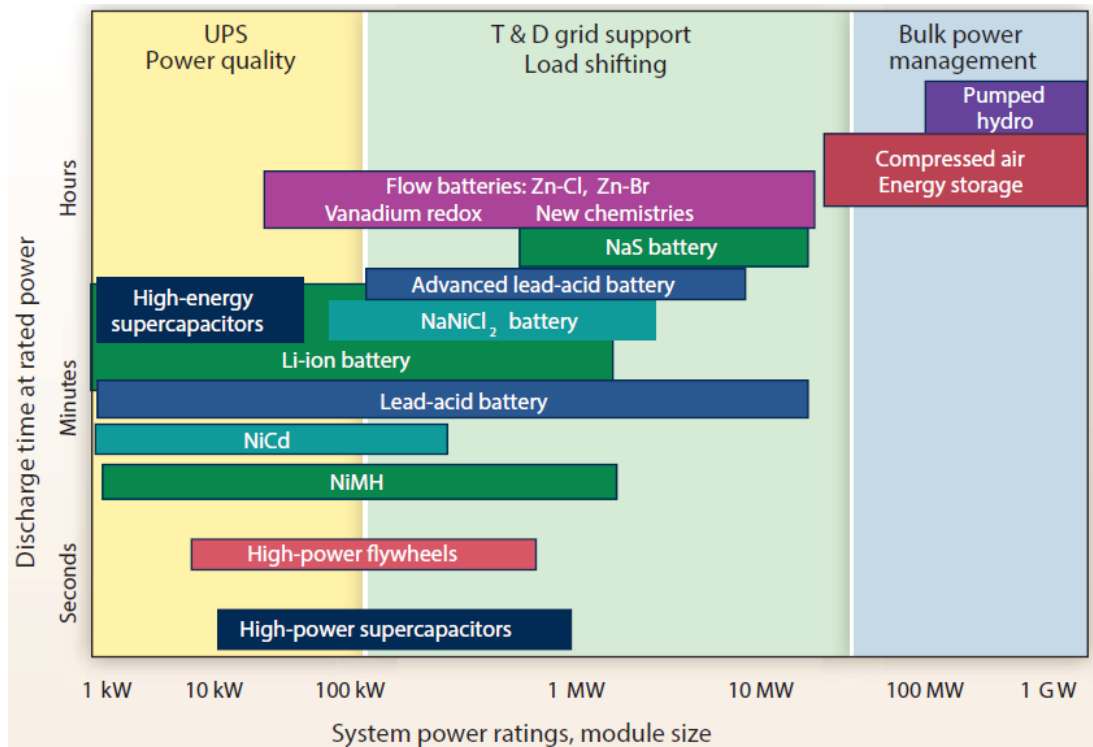 UPS
Power quality
T & D grid support
Load shifting
Bulk power
management
Pumped
hydro
Compressed air
Energy storage
Flow batteries: Zn-Cl, Zn-Br
Vanadium redox New chemistries
NaS battery
Advanced lead-acid battery
High-energy
supercapacitors
NaNiCl₂ battery
Li-ion battery
Lead-acid battery
NiCd
NiMH
High-power flywheels
High-power supercapacitors
Discharge time at rated power
Hours
Minutes
Seconds
1 kW 10 kW 100 kW 1 MW 10 MW 100 MW 1 GW
System power ratings, module size